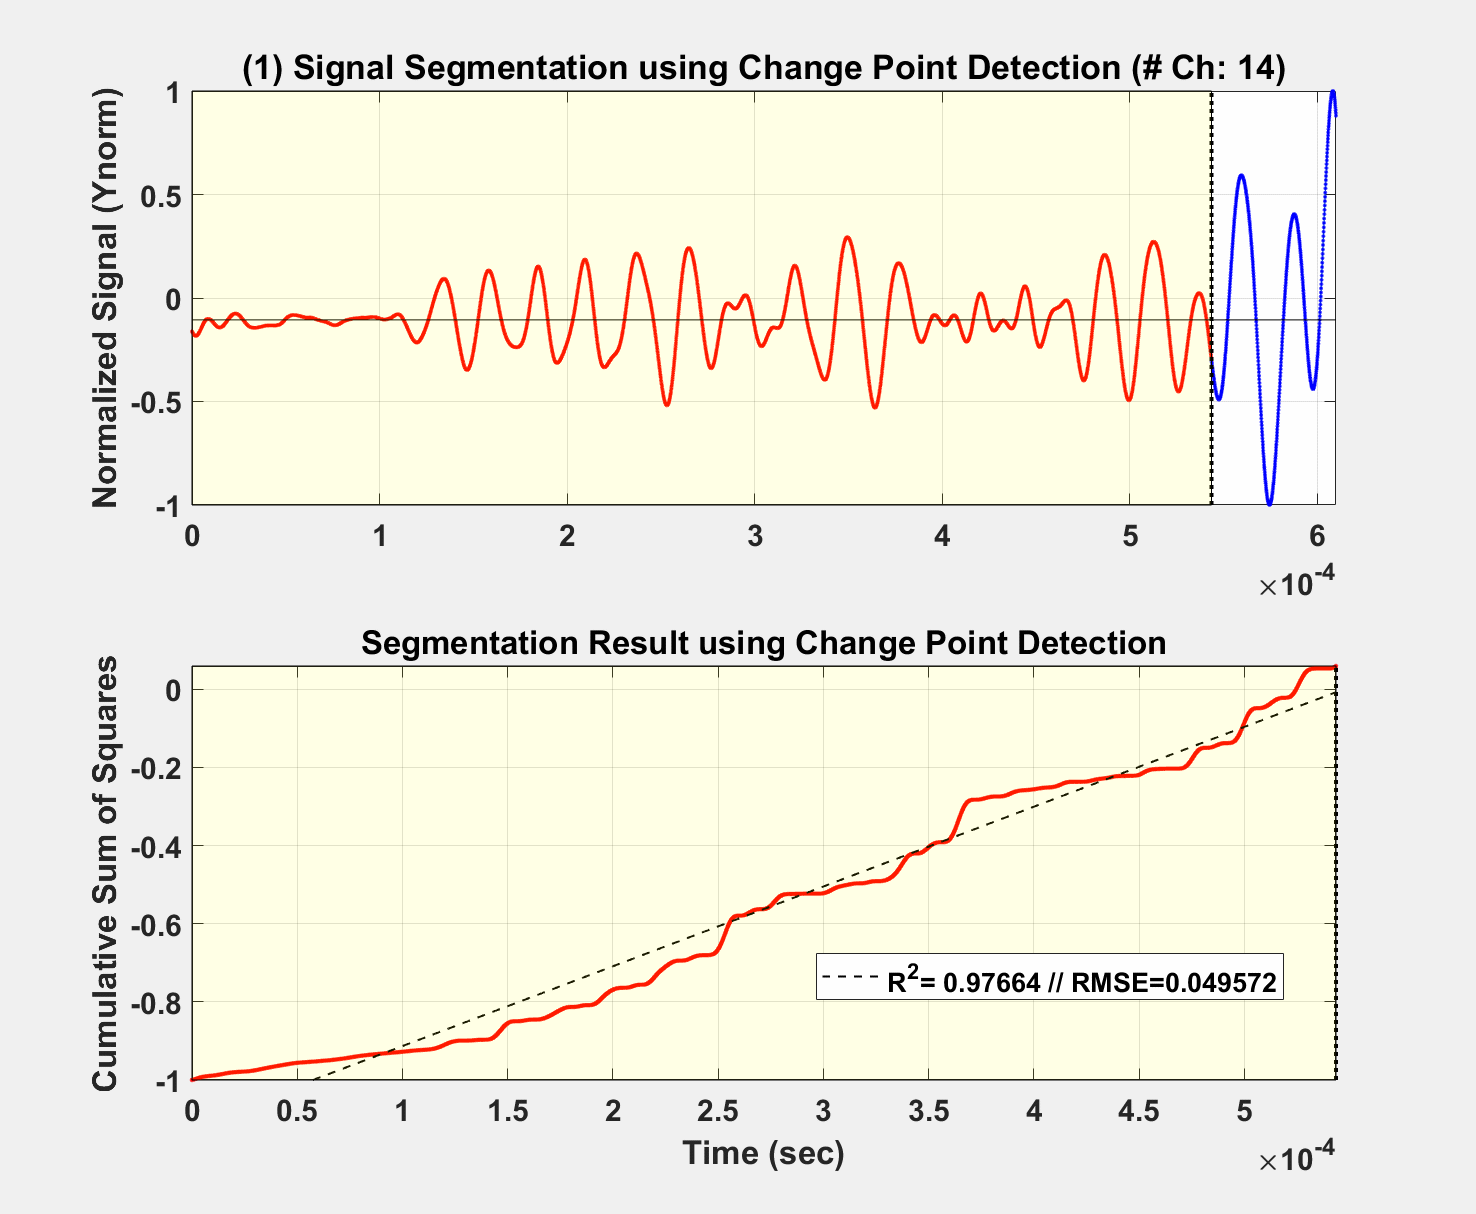 (1) Signal Segmentation using Change Point Detection (# Ch: 14)
Normalized Signal (Ynorm)
1
0.5
0
-0.5
-1
0 1 2 3 4 5 6
×10-4
Segmentation Result using Change Point Detection
Cumulative Sum of Squares
0
-0.2
-0.4
-0.6
-0.8
-1
R2= 0.97664 // RMSE=0.049572
0 0.5 1 1.5 2 2.5 3 3.5 4 4.5 5
Time (sec)
×10-4